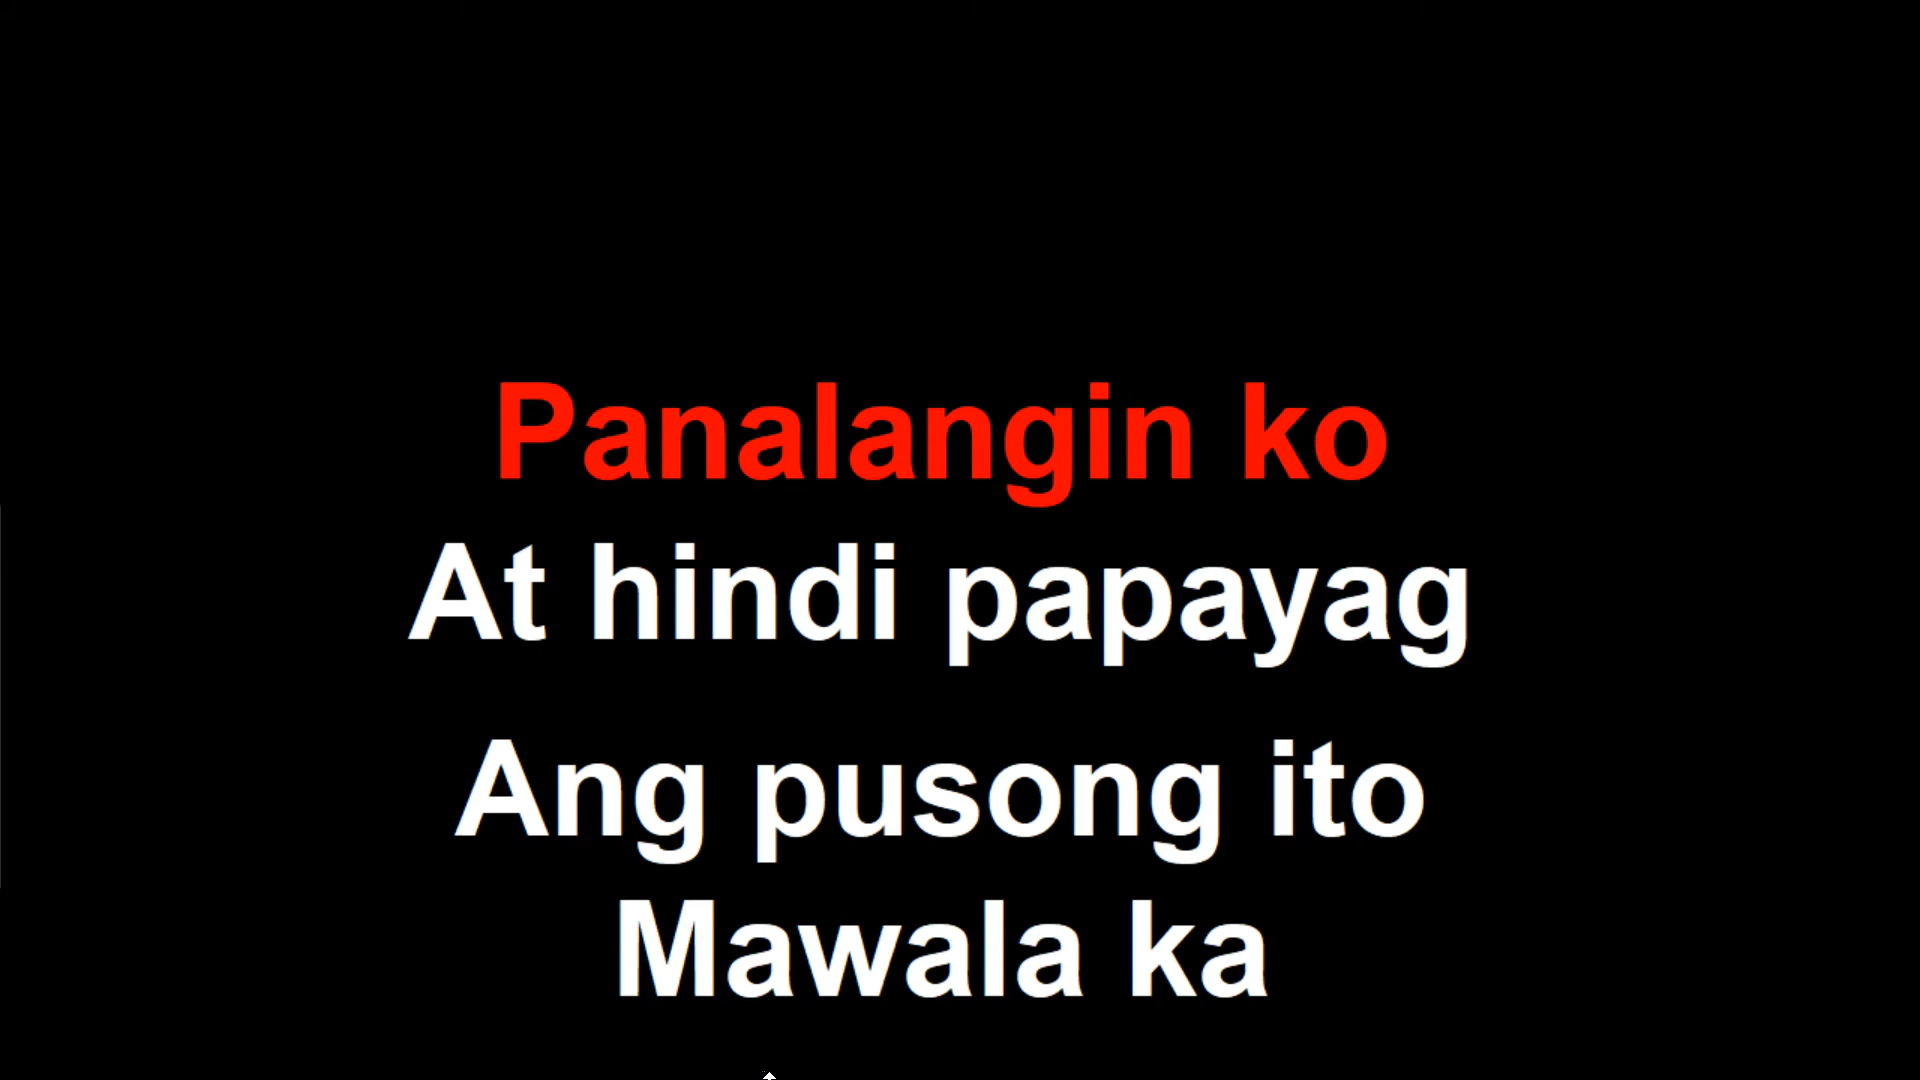 Panalangin ko
At hindi papayag
Ang pusong ito
Mawala ka